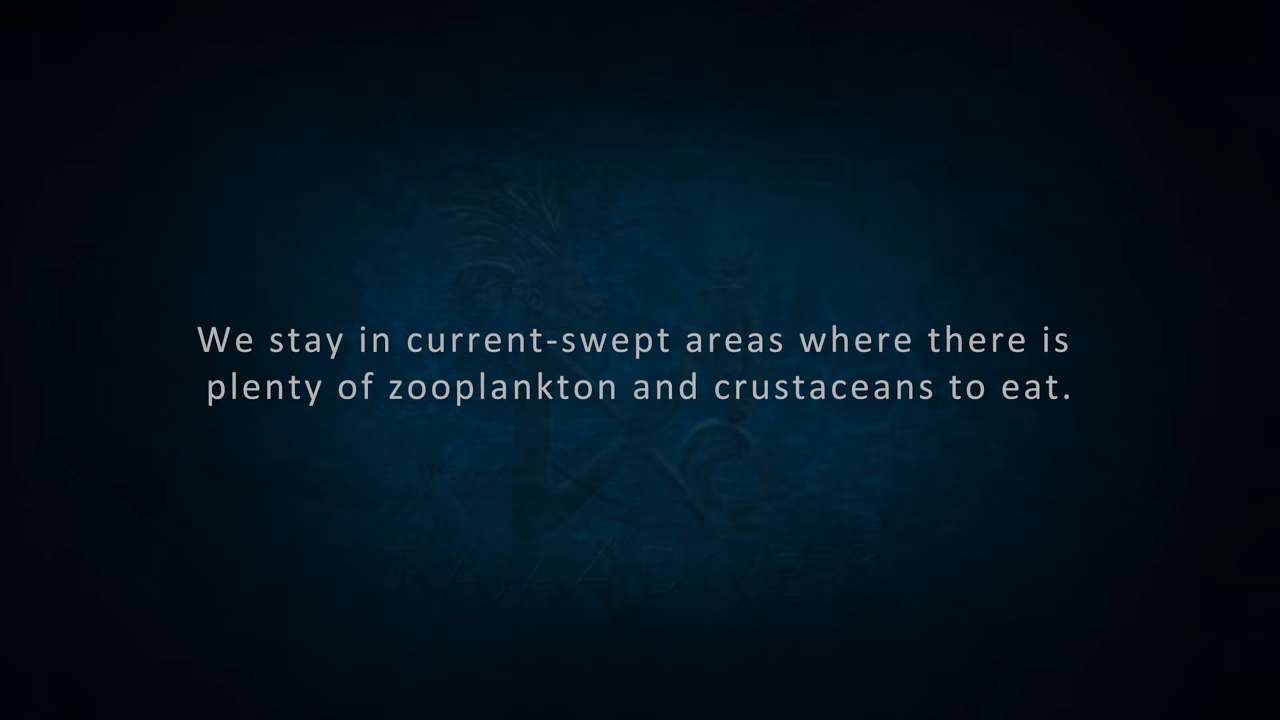 We stay in current-swept areas where there is
plenty of zooplankton and crustaceans to eat.